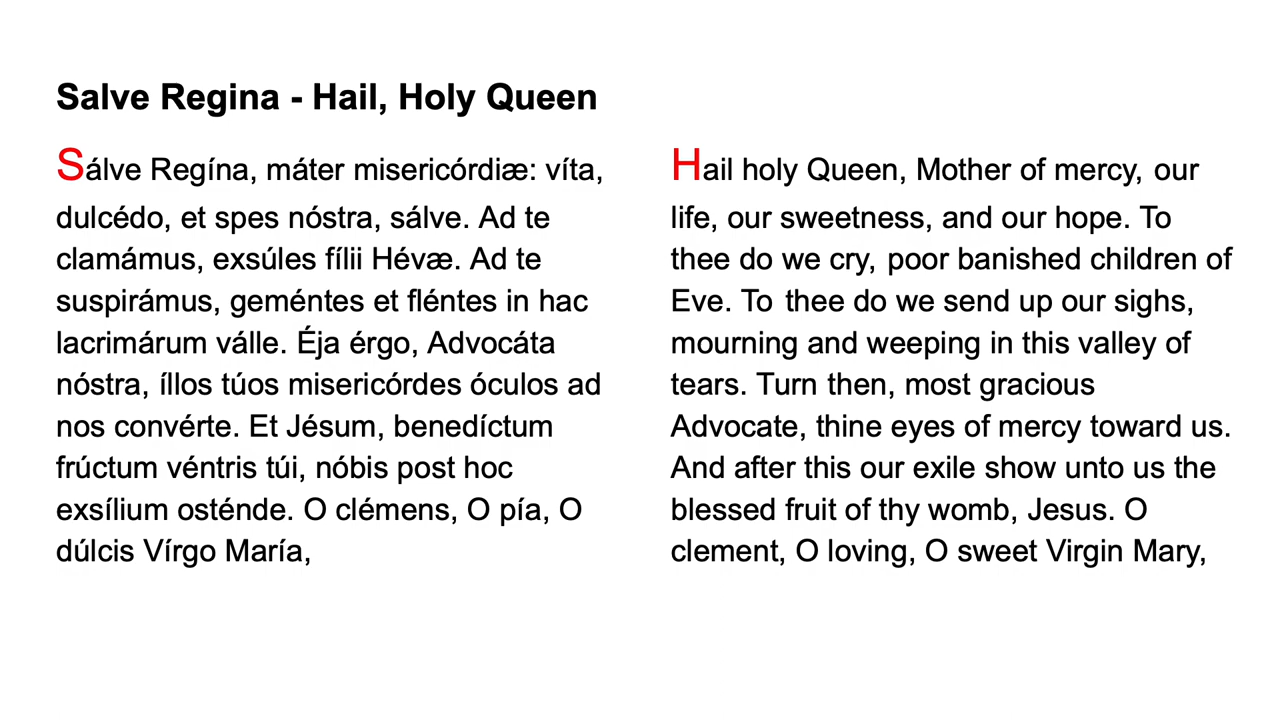 Salve Regina - Hail, Holy Queen
Sálve Regína, máter misericórdiæ: víta,
dulcédo, et spes nóstra, sálve. Ad te
clamámus, exsúles fílii Hévæ. Ad te
suspirámus, geméntes et fléntes in hac
lacrimárum válle. Éja érgo, Advocáta
nóstra, íllos túos misericórdes óculos ad
nos convérte. Et Jésum, benedíctum
frúctum véntris túi, nóbis post hoc
exsílium osténde. O clémens, O pía, O
dúlcis Vírgo María,
Hail holy Queen, Mother of mercy, our
life, our sweetness, and our hope. To
thee do we cry, poor banished children of
Eve. To thee do we send up our sighs,
mourning and weeping in this valley of
tears. Turn then, most gracious
Advocate, thine eyes of mercy toward us.
And after this our exile show unto us the
blessed fruit of thy womb, Jesus. O
clement, O loving, O sweet Virgin Mary,